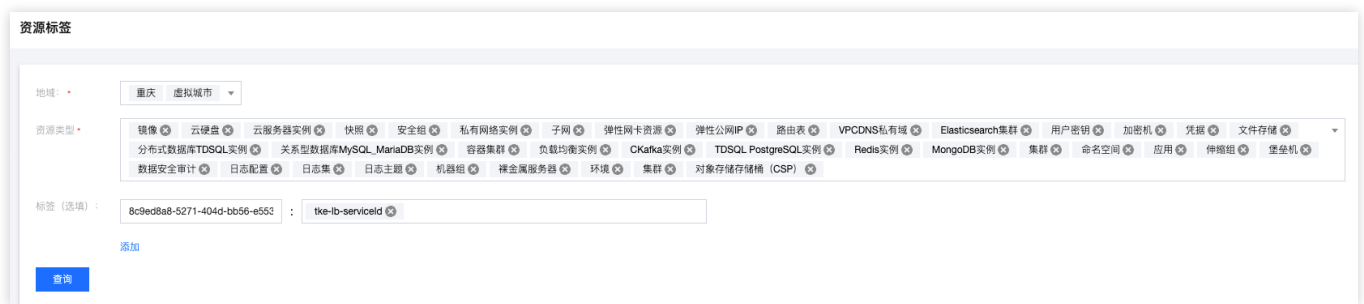 资源标签
地域: * 重庆 虚拟城市
资源类型 * 镜像 云硬盘 云服务器实例 快照 安全组 私有网络实例 子网 弹性网卡资源 弹性公网IP 路由表 VPCDNS私有域 Elasticsearch集群 用户密钥 加密机 凭据 文件存储
分布式数据库TDSQL实例 关系型数据库MySQL_MariaDB实例 容器集群 负载均衡实例 CKafka实例 TDSQL PostgreSQL实例 Redis实例 MongoDB实例 集群 命名空间 应用 伸缩组 堡垒机
数据安全审计 日志配置 日志集 日志主题 机器组 裸金属服务器 环境 集群 对象存储存储桶（CSP）
标签（选填）: 8c9ed8a8-5271-404d-bb56-e553 : tke-lb-serviceId
添加
查询